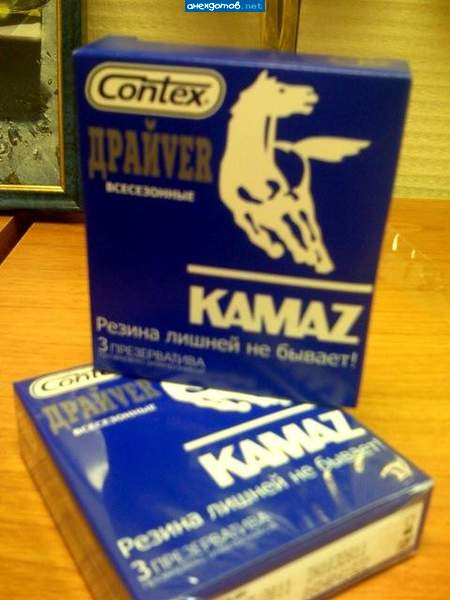 анекдотов.net
Contex
ДРАЙVER
ВСЕСЕЗОННЫЕ
KAMAZ
Резина лишней не бывает!
3 ПРЕЗЕРВАТИВА
Contex
ДРАЙVER
ВСЕСЕЗОННЫЕ
KAMAZ
Резина лишней не бывает!
3 ПРЕЗЕРВАТИВА